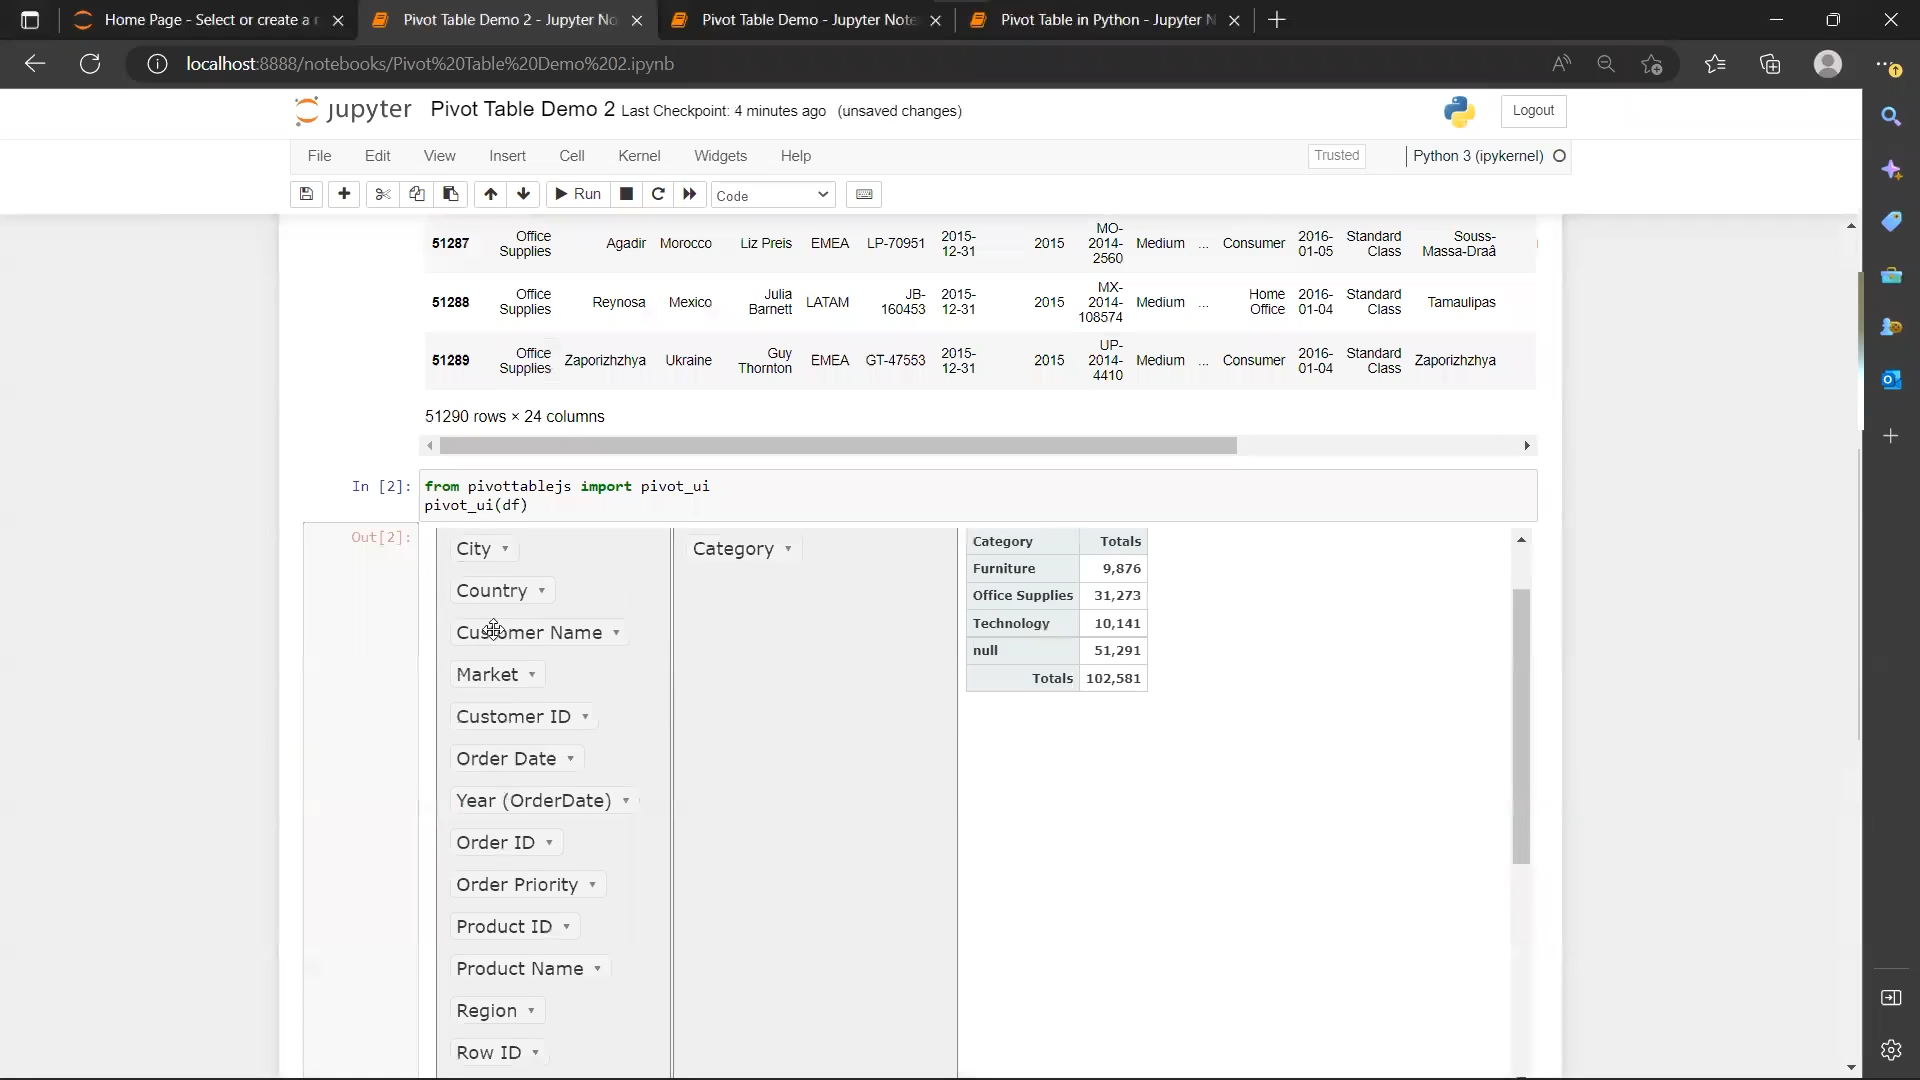 Home Page - Select or create a n
Pivot Table Demo 2 - Jupyter No
Pivot Table Demo - Jupyter Note
Pivot Table in Python - Jupyter N
localhost:8888/notebooks/Pivot%20Table%20Demo%202.ipynb
jupyter Pivot Table Demo 2 Last Checkpoint: 4 minutes ago (unsaved changes)
Logout
File Edit View Insert Cell Kernel Widgets Help
Trusted
Python 3 (ipykernel)
Run
Code
51287 Office Supplies Agadir Morocco Liz Preis EMEA LP-70951 2015-12-31 2015 MO-2014-2560 Medium ... Consumer 2016-01-05 Standard Class Souss-Massa-Draâ
51288 Office Supplies Reynosa Mexico Julia Barnett LATAM JB-160453 2015-12-31 2015 MX-2014-108574 Medium ... Home Office 2016-01-04 Standard Class Tamaulipas
51289 Office Supplies Zaporizhzhya Ukraine Guy Thornton EMEA GT-47553 2015-12-31 2015 UP-2014-4410 Medium ... Consumer 2016-01-04 Standard Class Zaporizhzhya
51290 rows × 24 columns
In [2]:
from pivottablejs import pivot_ui
pivot_ui(df)
Out[2]:
City
Country
Customer Name
Market
Customer ID
Order Date
Year (OrderDate)
Order ID
Order Priority
Product ID
Product Name
Region
Row ID
Category
Category Totals
Furniture 9,876
Office Supplies 31,273
Technology 10,141
null 51,291
Totals 102,581